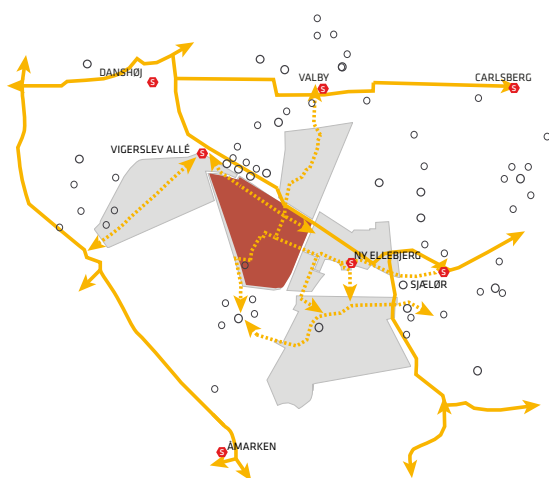 DANSHØJ
VALBY
CARLSBERG
VIGERSLEV ALLÉ
NY ELLEBJERG
SJÆLØR
ÅMARKEN
S
S
S
S
S
S
S